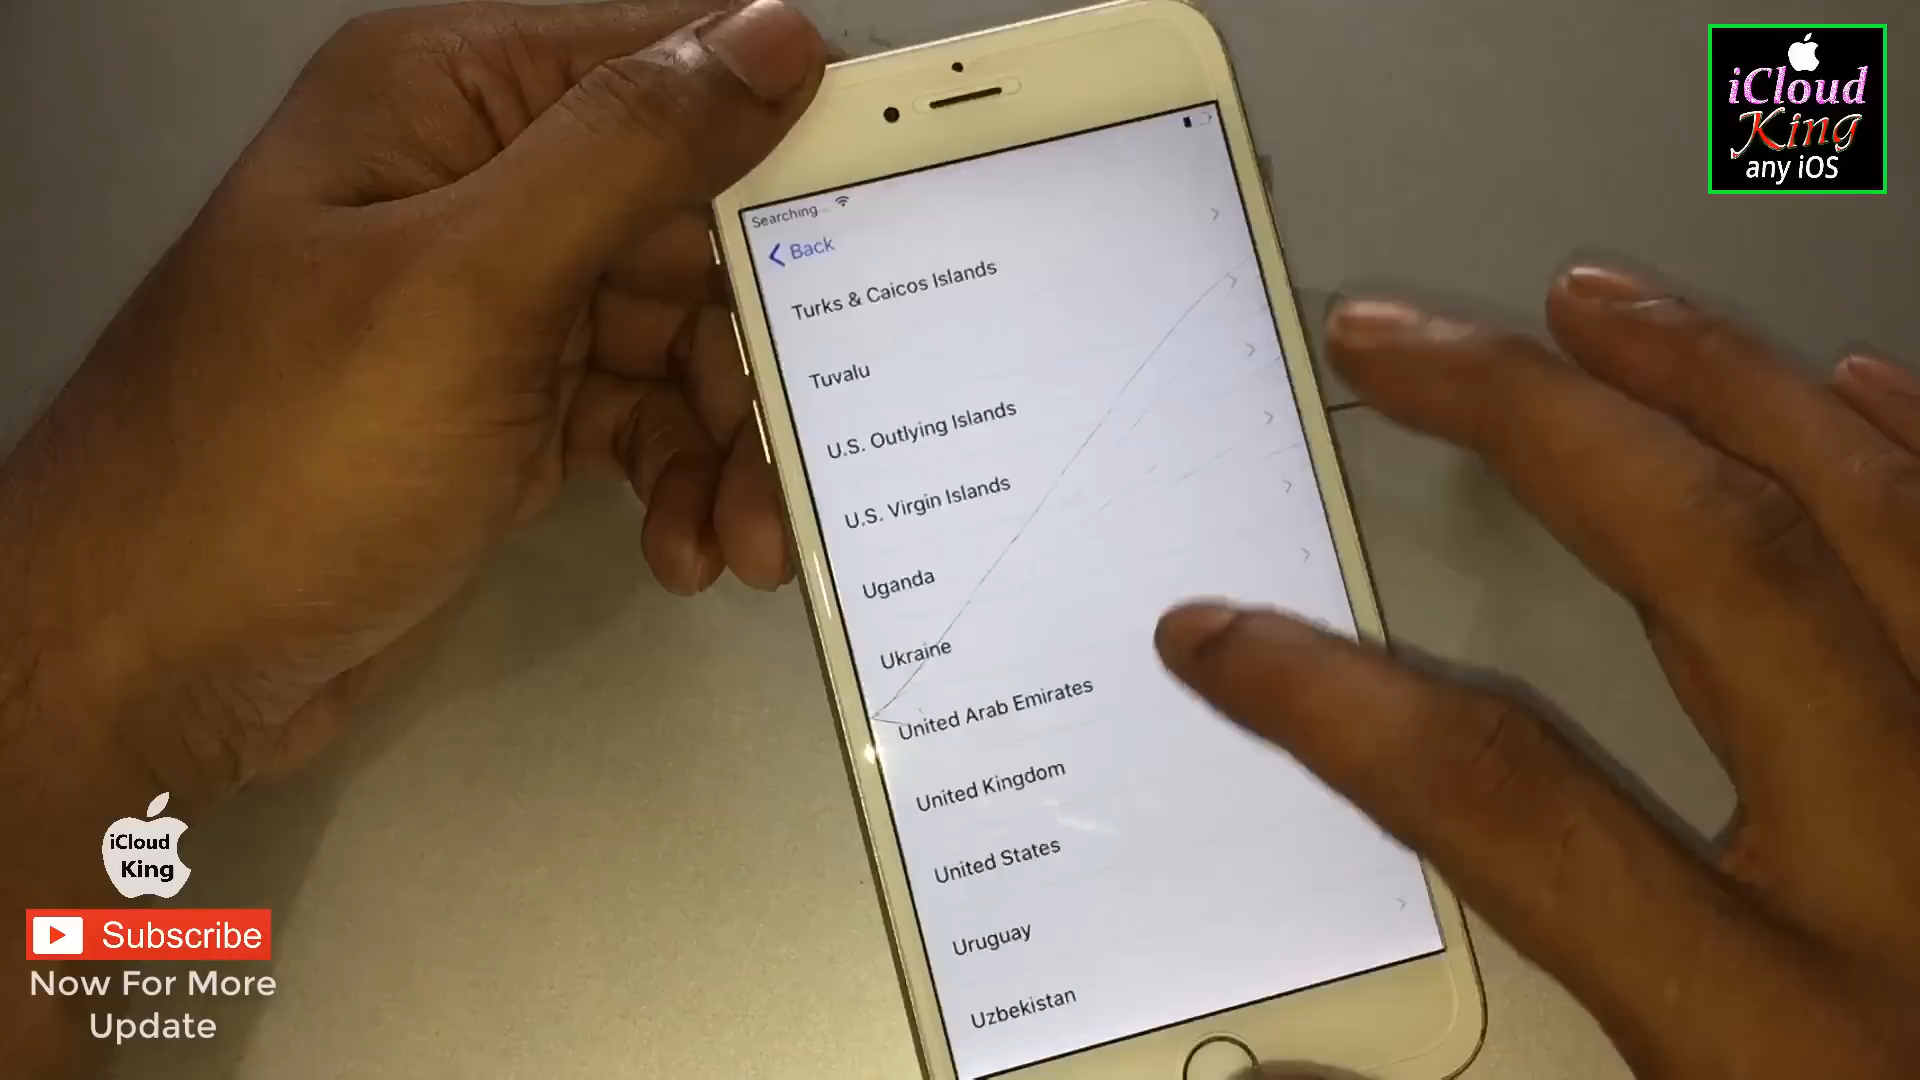 iCloud
King
any iOS
Searching...
Back
Turks & Caicos Islands
Tuvalu
U.S. Outlying Islands
U.S. Virgin Islands
Uganda
Ukraine
United Arab Emirates
United Kingdom
United States
Uruguay
Uzbekistan
iCloud
King
Subscribe
Now For More
Update